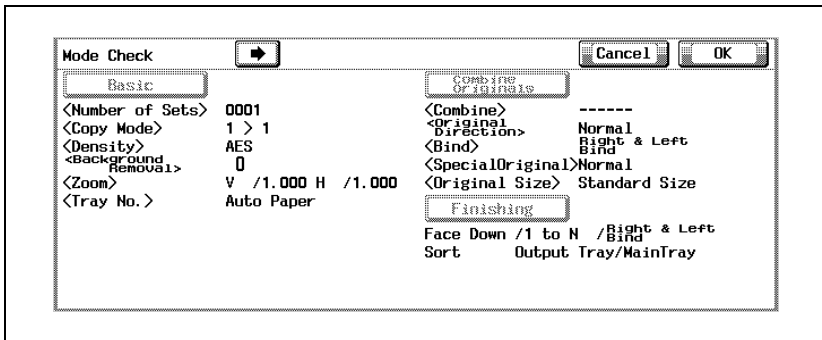 Mode Check
Cancel
OK
Basic
<Number of Sets> 0001
<Copy Mode> 1 > 1
<Density> AES
<Background
Removal> 0
<Zoom> V /1.000 H /1.000
<Tray No.> Auto Paper
Combine
Originals
<Combine> ------
<Original
Direction> Normal
<Bind> Right & Left
Bind
<SpecialOriginal>Normal
<Original Size> Standard Size
Finishing
Face Down /1 to N /Right & Left
Bind
Sort Output Tray/MainTray